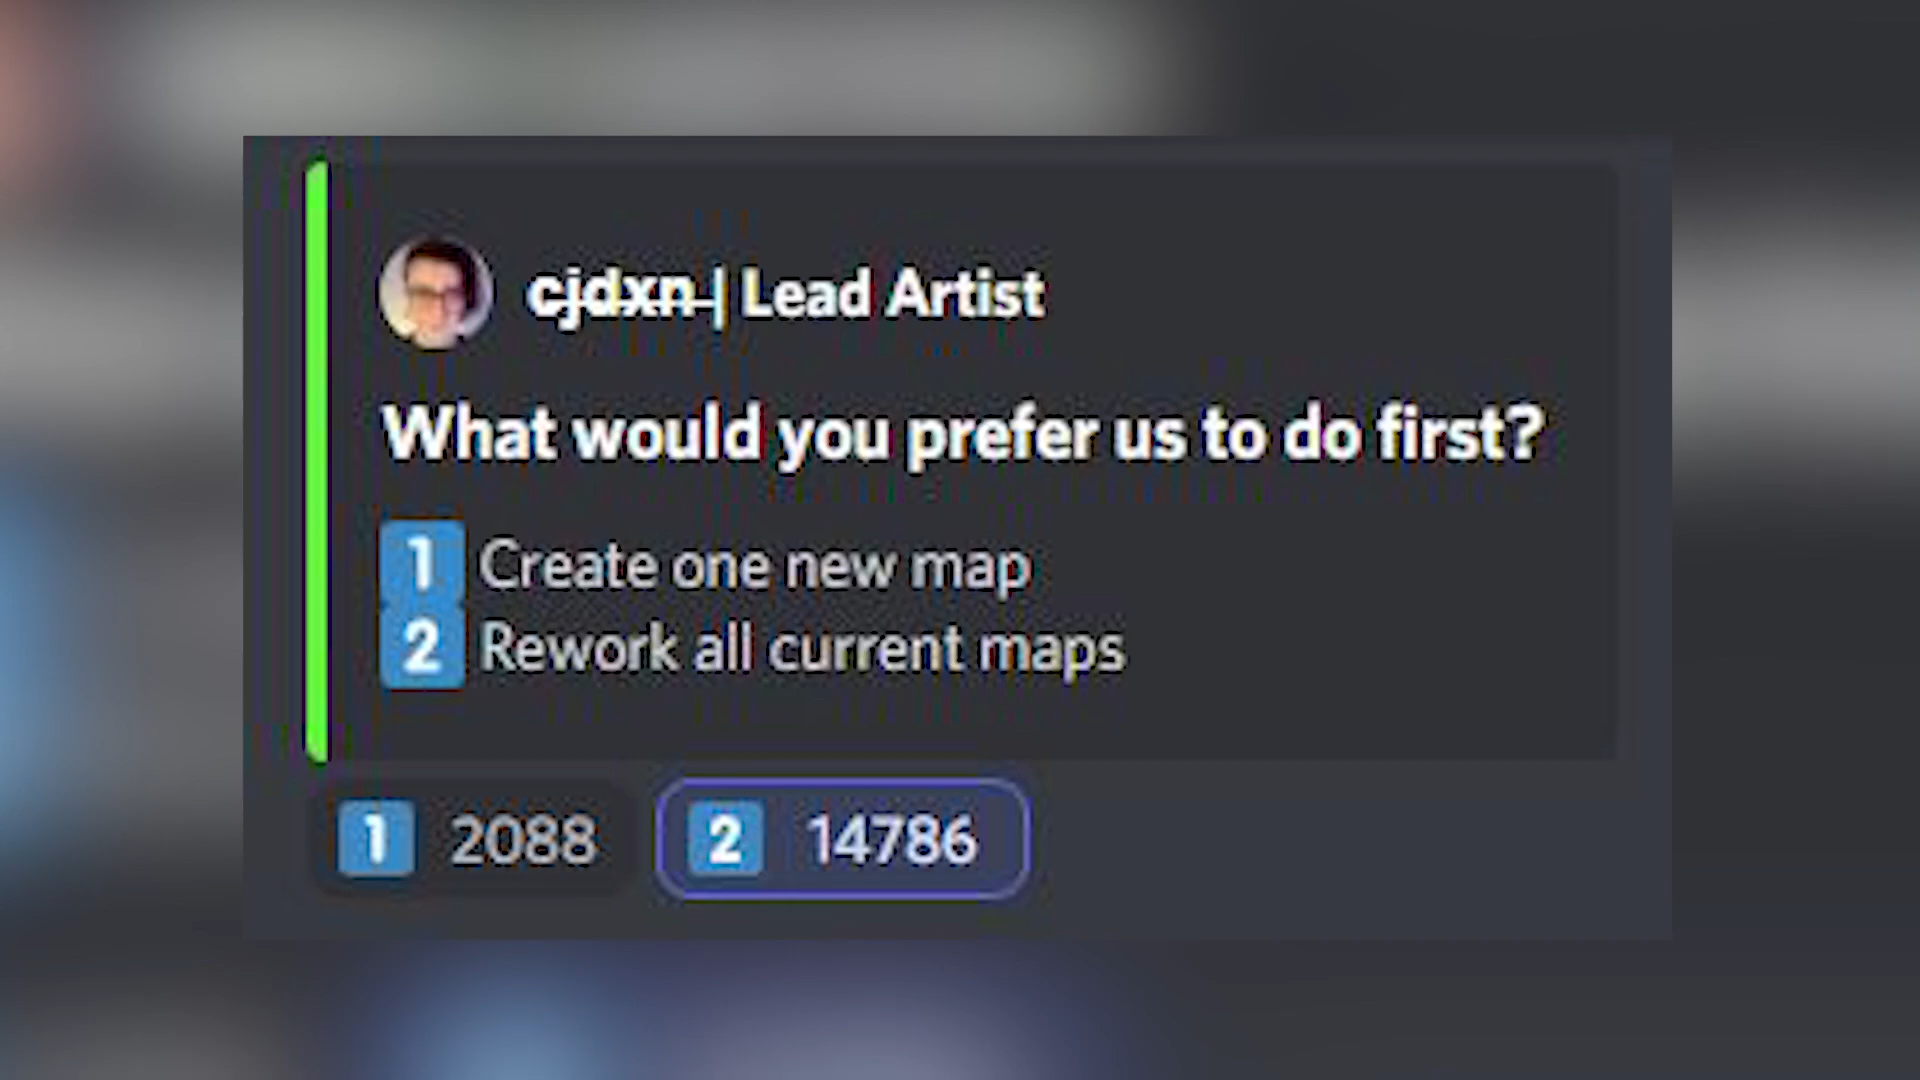 cjdxn | Lead Artist
What would you prefer us to do first?
1 Create one new map
2 Rework all current maps
1 2088 2 14786